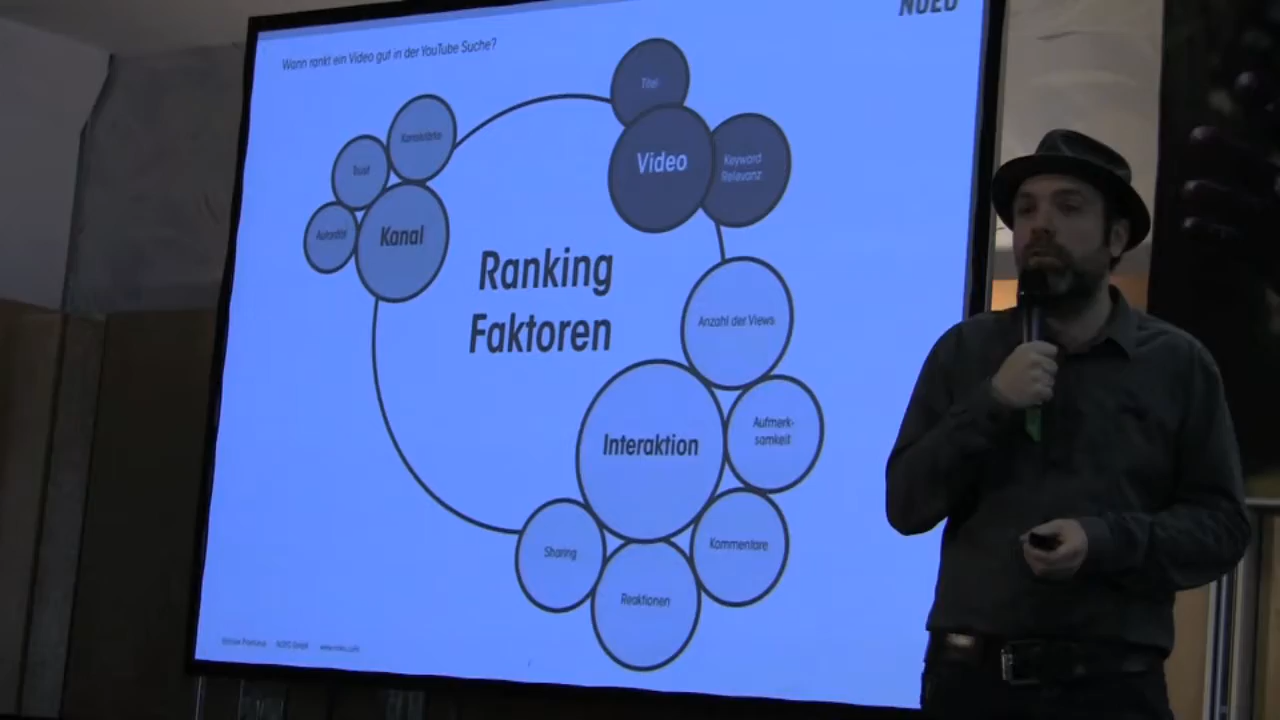 Wann rankt ein Video gut in der YouTube Suche?
Titel
Video
Keyword
Relevanz
Kanalstärke
Trust
Autorität
Kanal
Ranking
Faktoren
Anzahl der Views
Aufmerk-
samkeit
Interaktion
Kommentare
Sharing
Reaktionen